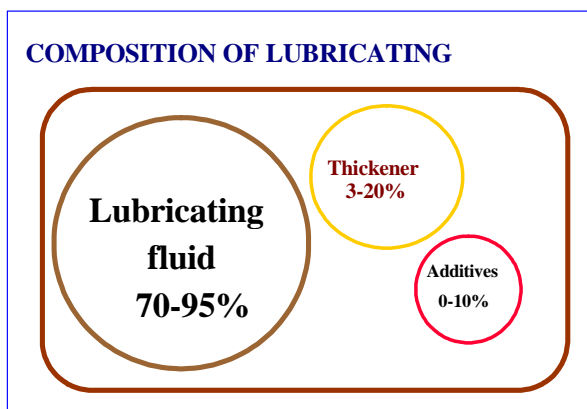 COMPOSITION OF LUBRICATING
Lubricating
fluid
70-95%
Thickener
3-20%
Additives
0-10%